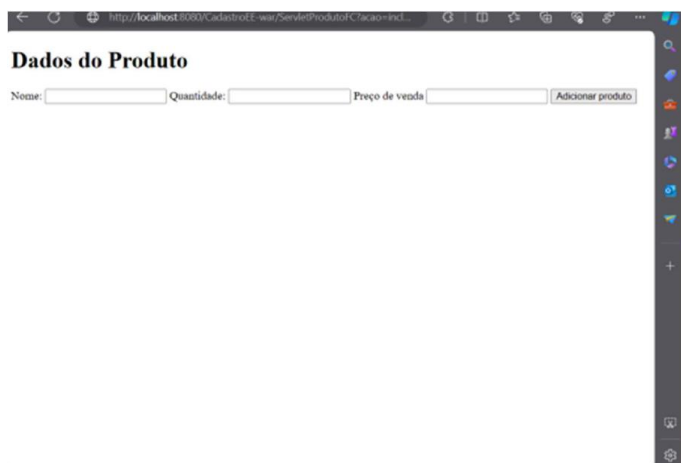 http://localhost:8080/CadastroEE-war/ServletProdutoFC?acao=incl...
Dados do Produto
Nome: Quantidade: Preço de venda Adicionar produto